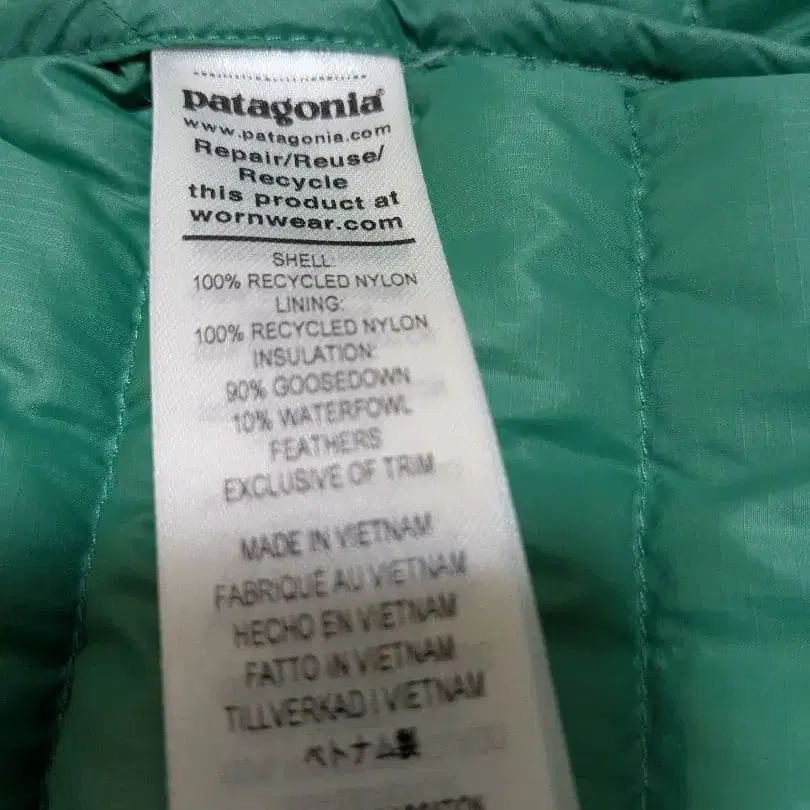 patagonia
www.patagonia.com
Repair/Reuse/
Recycle
this product at
wornwear.com
SHELL:
100% RECYCLED NYLON
LINING:
100% RECYCLED NYLON
INSULATION:
90% GOOSEDOWN
10% WATERFOWL
FEATHERS
EXCLUSIVE OF TRIM
MADE IN VIETNAM
FABRIQUE AU VIETNAM
HECHO EN VIETNAM
FATTO IN VIETNAM
TILLVERKAD I VIETNAM
ベトナム製